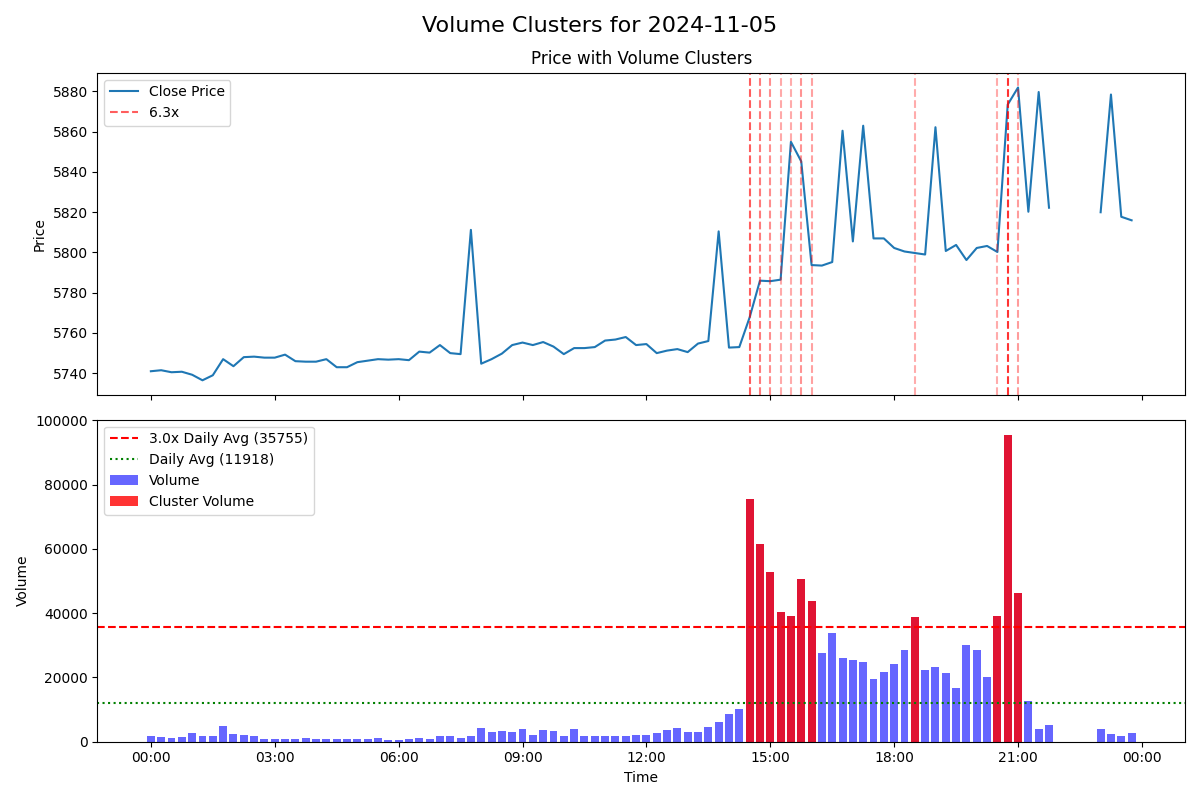 Volume Clusters for 2024-11-05
Price with Volume Clusters
Close Price
6.3x
5880
5860
5840
5820
5800
5780
5760
5740
Price
100000
80000
60000
40000
20000
0
Volume
3.0x Daily Avg (35755)
Daily Avg (11918)
Volume
Cluster Volume
00:00 03:00 06:00 09:00 12:00 15:00 18:00 21:00 00:00
Time